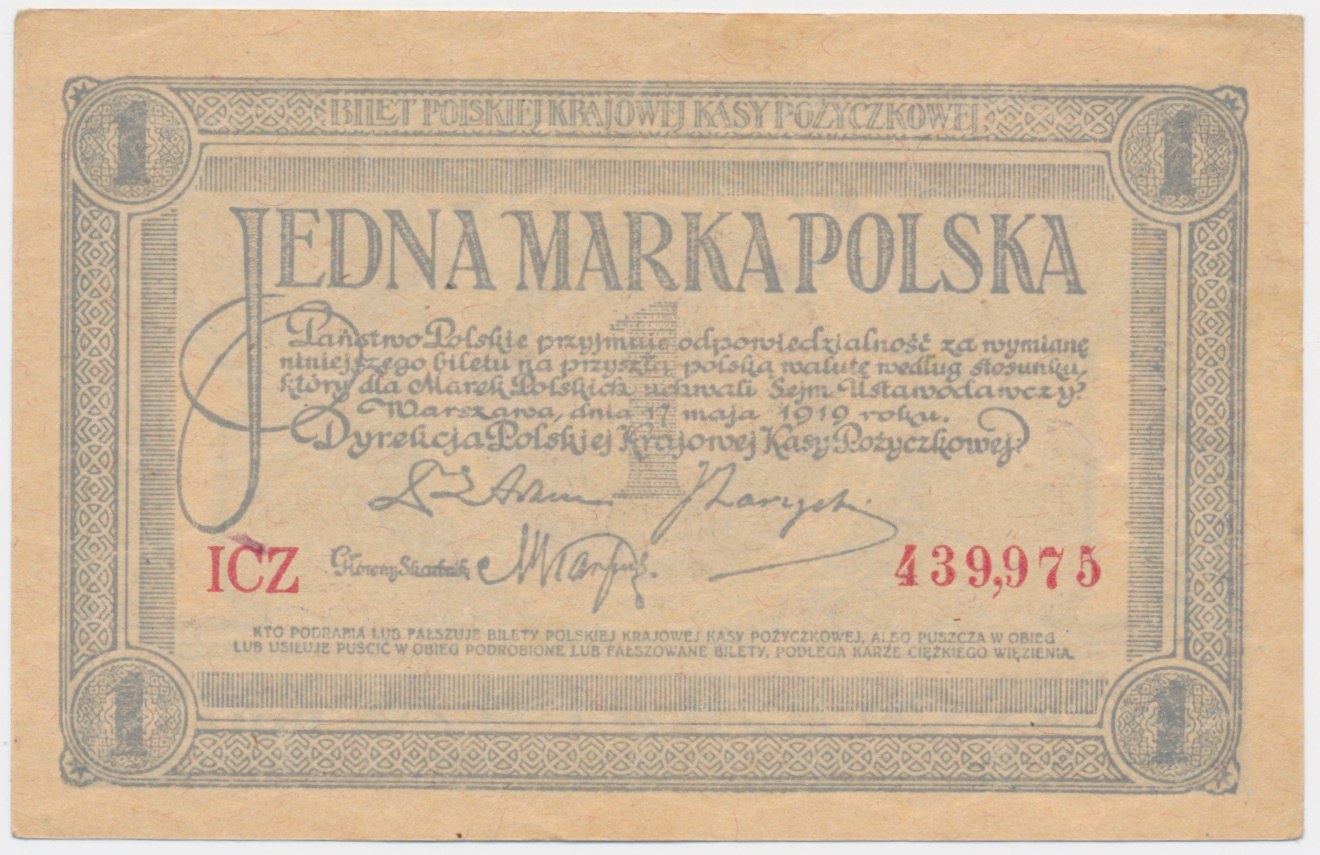 1 BILET POLSKIEJ KRAJOWEJ KASY POŻYCZKOWEJ 1
JEDNA MARKA POLSKA
1
Państwo Polskie przyjmuje odpowiedzialność za wymianę
niniejszego biletu na przyszłą polską walutę według stosunku,
który dla Marek Polskich uchwali Sejm Ustawodawczy.
Warszawa, dnia 17 maja 1919 roku.
Dyrekcja Polskiej Krajowej Kasy Pożyczkowej.
ICZ Główny Skarbnik 439,975
KTO PODRABIA LUB FAŁSZUJE BILETY POLSKIEJ KRAJOWEJ KASY POŻYCZKOWEJ, ALBO PUSZCZA W OBIEG
LUB USIŁUJE PUŚCIĆ W OBIEG PODROBIONE LUB FAŁSZOWANE BILETY, PODLEGA KARZE CIĘŻKIEGO WIĘZIENIA.
1 1